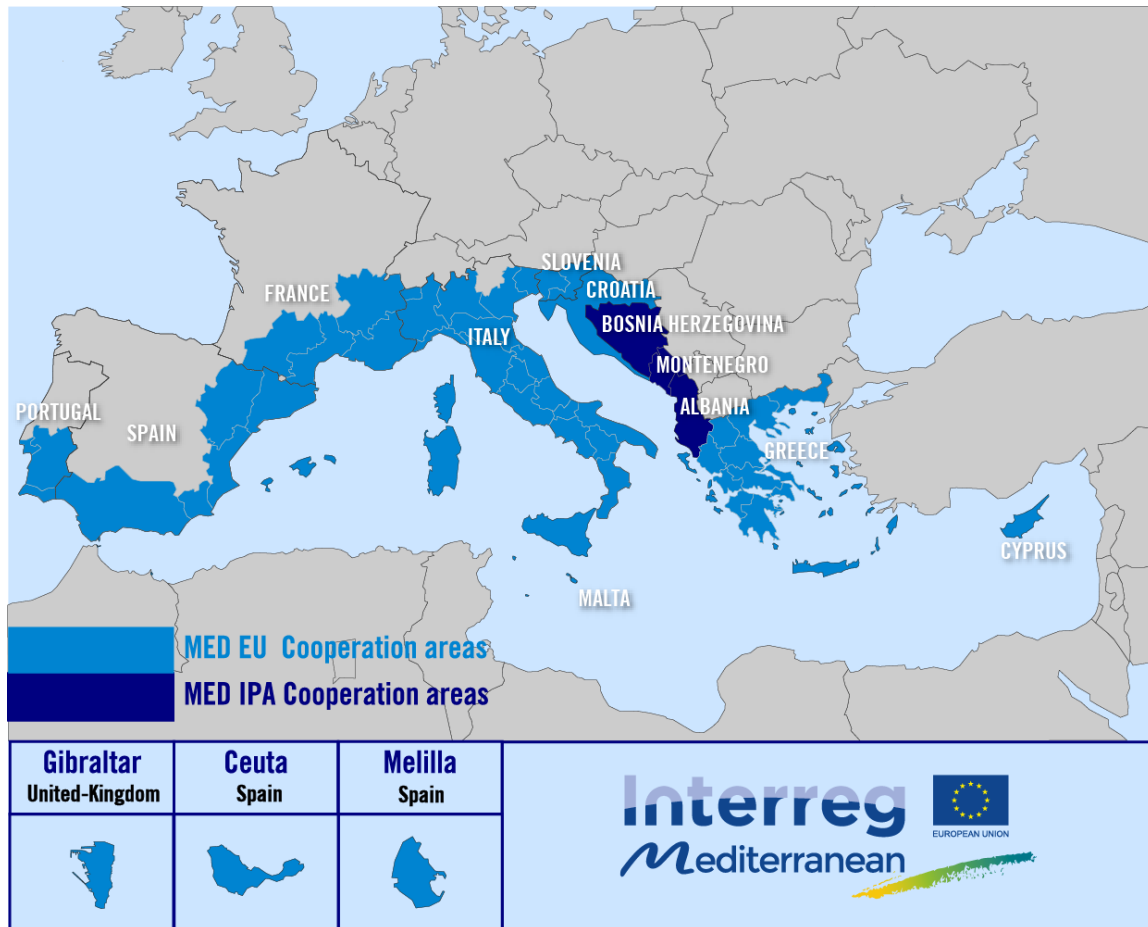 SLOVENIA
FRANCE
CROATIA
BOSNIA HERZEGOVINA
ITALY
MONTENEGRO
PORTUGAL
ALBANIA
SPAIN
GREECE
CYPRUS
MALTA
MED EU Cooperation areas
MED IPA Cooperation areas
Gibraltar
United-Kingdom
Ceuta
Spain
Melilla
Spain
Interreg
EUROPEAN UNION
Mediterranean